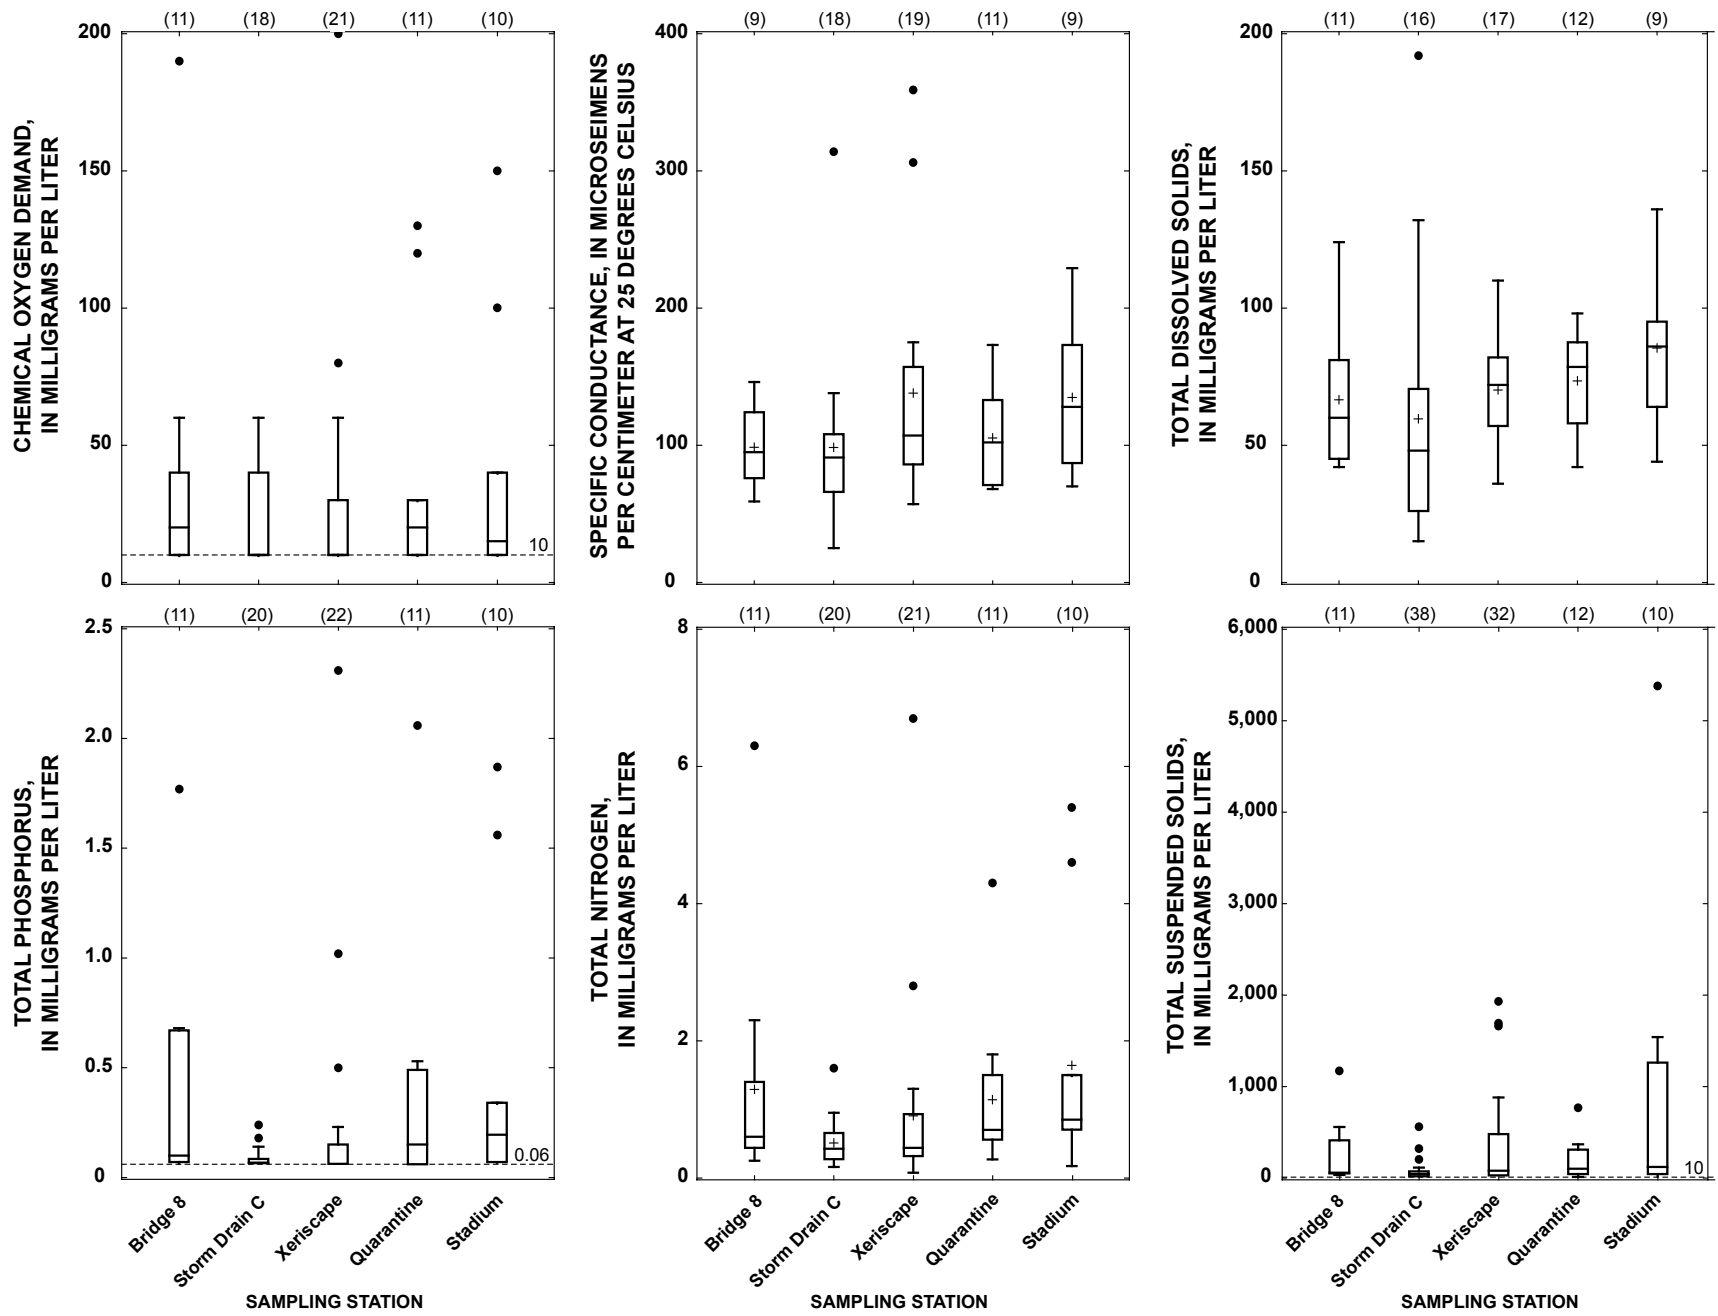 (11) (18) (21) (11) (10)
200
150
100
50
0
10
CHEMICAL OXYGEN DEMAND,
IN MILLIGRAMS PER LITER
(9) (18) (19) (11) (9)
400
300
200
100
0
SPECIFIC CONDUCTANCE, IN MICROSEIMENS
PER CENTIMETER AT 25 DEGREES CELSIUS
(11) (16) (17) (12) (9)
200
150
100
50
0
TOTAL DISSOLVED SOLIDS,
IN MILLIGRAMS PER LITER
(11) (20) (22) (11) (10)
2.5
2.0
1.5
1.0
0.5
0
0.06
TOTAL PHOSPHORUS,
IN MILLIGRAMS PER LITER
Bridge 8
Storm Drain C
Xeriscape
Quarantine
Stadium
SAMPLING STATION
(11) (20) (21) (11) (10)
8
6
4
2
0
TOTAL NITROGEN,
IN MILLIGRAMS PER LITER
Bridge 8
Storm Drain C
Xeriscape
Quarantine
Stadium
SAMPLING STATION
(11) (38) (32) (12) (10)
6,000
5,000
4,000
3,000
2,000
1,000
0
10
TOTAL SUSPENDED SOLIDS,
IN MILLIGRAMS PER LITER
Bridge 8
Storm Drain C
Xeriscape
Quarantine
Stadium
SAMPLING STATION